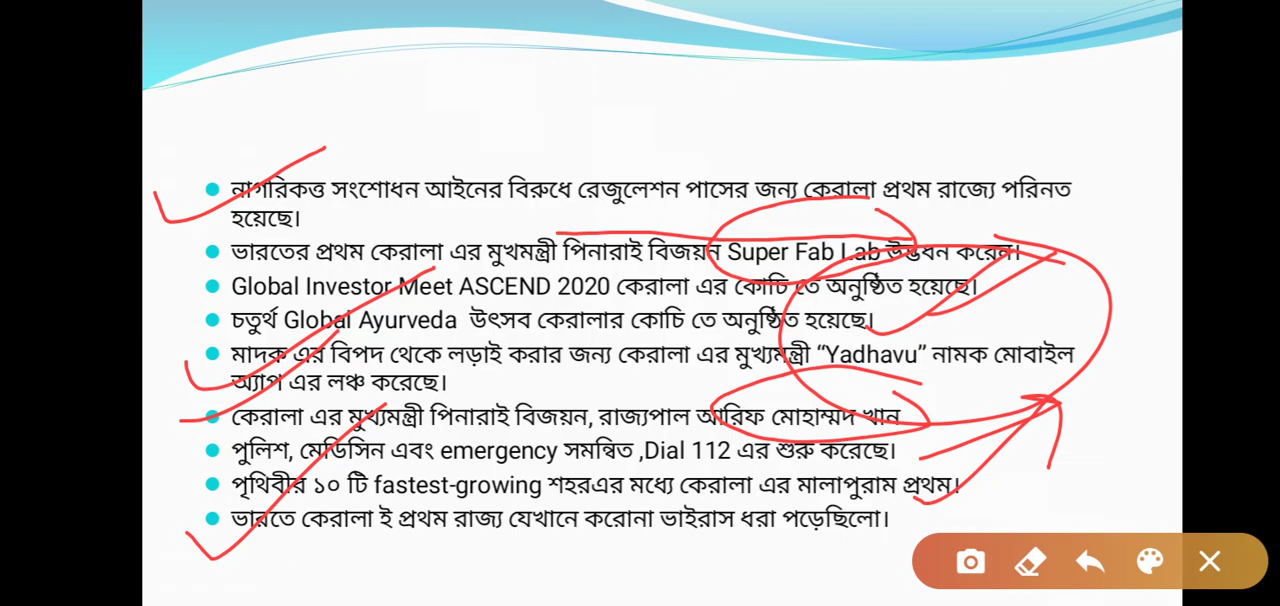 নাগরিকত্ত সংশোধন আইনের বিরুধে রেজুলেশন পাসের জন্য কেরালা প্রথম রাজ্যে পরিনত
হয়েছে।
ভারতের প্রথম কেরালা এর মুখমন্ত্রী পিনারাই বিজয়ন Super Fab Lab উদ্ভধন করেন।
Global Investor Meet ASCEND 2020 কেরালা এর কোচি তে অনুষ্ঠিত হয়েছে।
চতুর্থ Global Ayurveda উৎসব কেরালার কোচি তে অনুষ্ঠিত হয়েছে।
মাদক এর বিপদ থেকে লড়াই করার জন্য কেরালা এর মুখ্যমন্ত্রী “Yadhavu” নামক মোবাইল
অ্যাপ এর লঞ্চ করেছে।
কেরালা এর মুখ্যমন্ত্রী পিনারাই বিজয়ন, রাজ্যপাল আরিফ মোহাম্মদ খান
পুলিশ, মেডিসিন এবং emergency সমন্বিত ,Dial 112 এর শুরু করেছে।
পৃথিবীর ১০ টি fastest-growing শহরএর মধ্যে কেরালা এর মালাপুরাম প্রথম।
ভারতে কেরালা ই প্রথম রাজ্য যেখানে করোনা ভাইরাস ধরা পড়েছিলো।